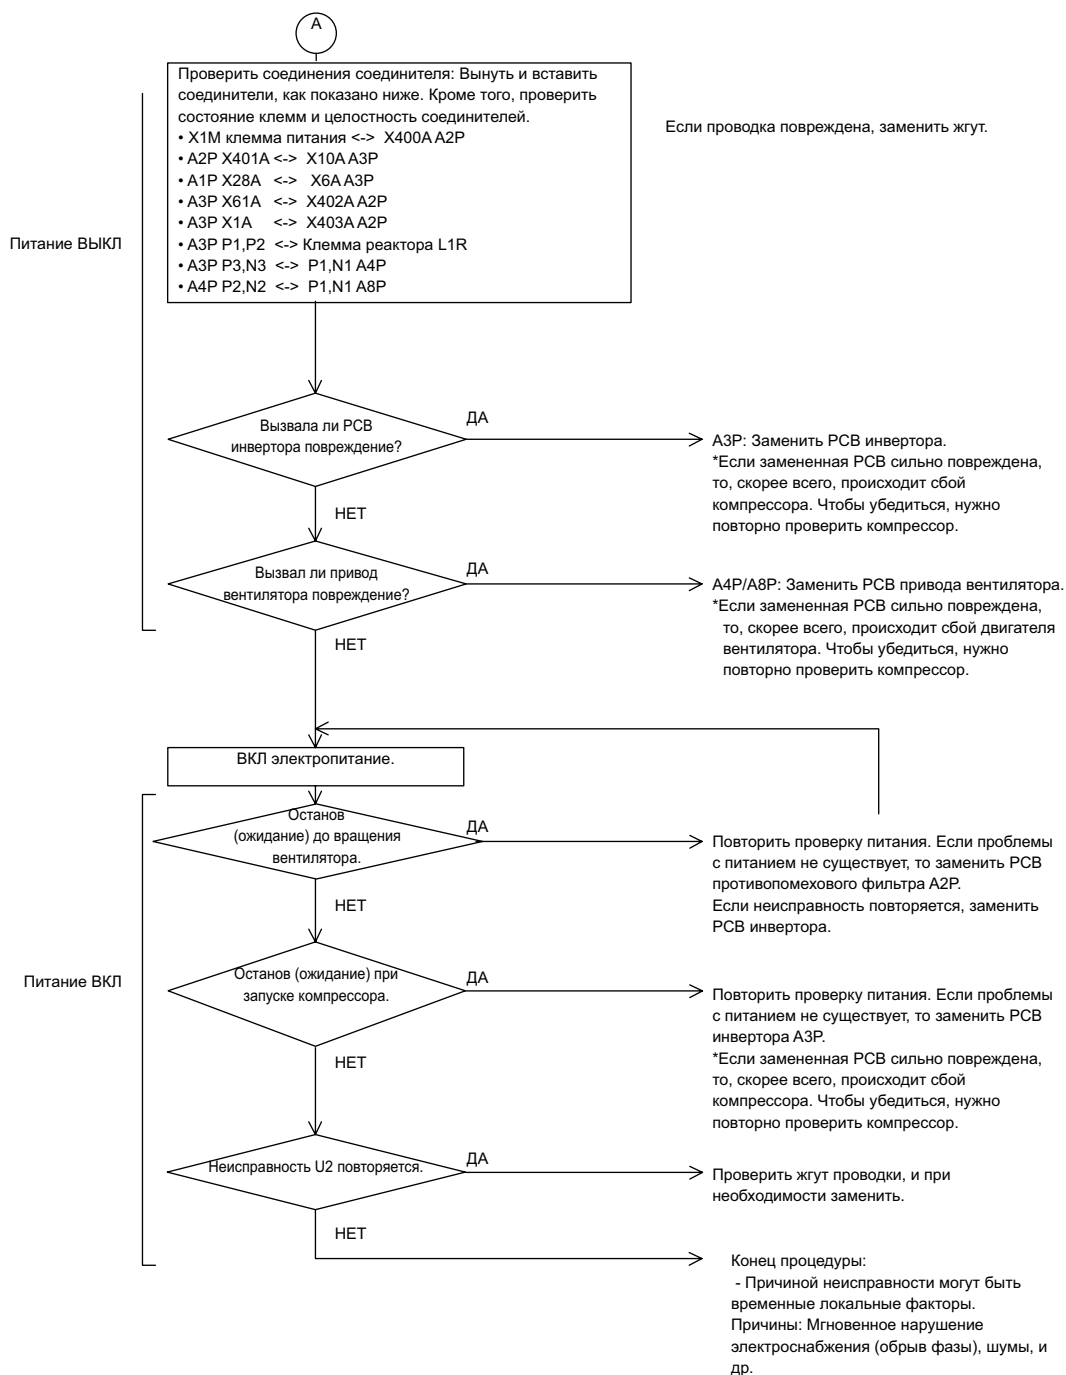 A
Проверить соединения соединителя: Вынуть и вставить
соединители, как показано ниже. Кроме того, проверить
состояние клемм и целостность соединителей.
• X1M клемма питания <-> X400A A2P
• A2P X401A <-> X10A A3P
• A1P X28A <-> X6A A3P
• A3P X61A <-> X402A A2P
• A3P X1A <-> X403A A2P
• A3P P1,P2 <-> Клемма реактора L1R
• A3P P3,N3 <-> P1,N1 A4P
• A4P P2,N2 <-> P1,N1 A8P
Если проводка повреждена, заменить жгут.
Питание ВЫКЛ
Вызвала ли PCB
инвертора повреждение?
ДА
A3P: Заменить PCB инвертора.
*Если замененная PCB сильно повреждена,
то, скорее всего, происходит сбой
компрессора. Чтобы убедиться, нужно
повторно проверить компрессор.
НЕТ
Вызвал ли привод
вентилятора повреждение?
ДА
A4P/A8P: Заменить PCB привода вентилятора.
*Если замененная PCB сильно повреждена,
то, скорее всего, происходит сбой двигателя
вентилятора. Чтобы убедиться, нужно
повторно проверить компрессор.
НЕТ
ВКЛ электропитание.
Останов
(ожидание) до вращения
вентилятора.
ДА
Повторить проверку питания. Если проблемы
с питанием не существует, то заменить PCB
противопомехового фильтра A2P.
Если неисправность повторяется, заменить
PCB инвертора.
НЕТ
Питание ВКЛ
Останов (ожидание) при
запуске компрессора.
ДА
Повторить проверку питания. Если проблемы
с питанием не существует, то заменить PCB
инвертора A3P.
*Если замененная PCB сильно повреждена,
то, скорее всего, происходит сбой
компрессора. Чтобы убедиться, нужно
повторно проверить компрессор.
НЕТ
Неисправность U2 повторяется.
ДА
Проверить жгут проводки, и при
необходимости заменить.
НЕТ
Конец процедуры:
- Причиной неисправности могут быть
временные локальные факторы.
Причины: Мгновенное нарушение
электроснабжения (обрыв фазы), шумы, и
др.